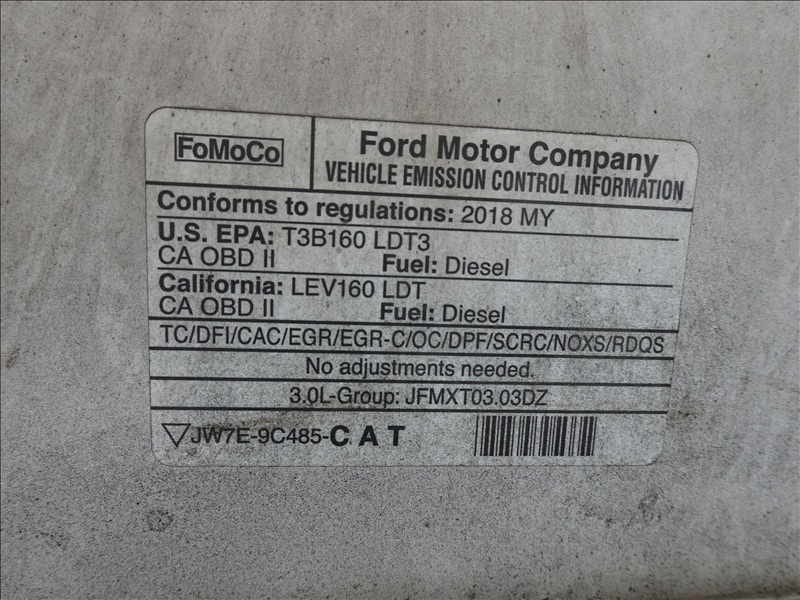 FoMoCo
Ford Motor Company
VEHICLE EMISSION CONTROL INFORMATION
Conforms to regulations: 2018 MY
U.S. EPA: T3B160 LDT3
CA OBD II Fuel: Diesel
California: LEV160 LDT
CA OBD II Fuel: Diesel
TC/DFI/CAC/EGR/EGR-C/OC/DPF/SCRC/NOXS/RDQS
No adjustments needed.
3.0L-Group: JFMXT03.03DZ
JW7E-9C485-C A T